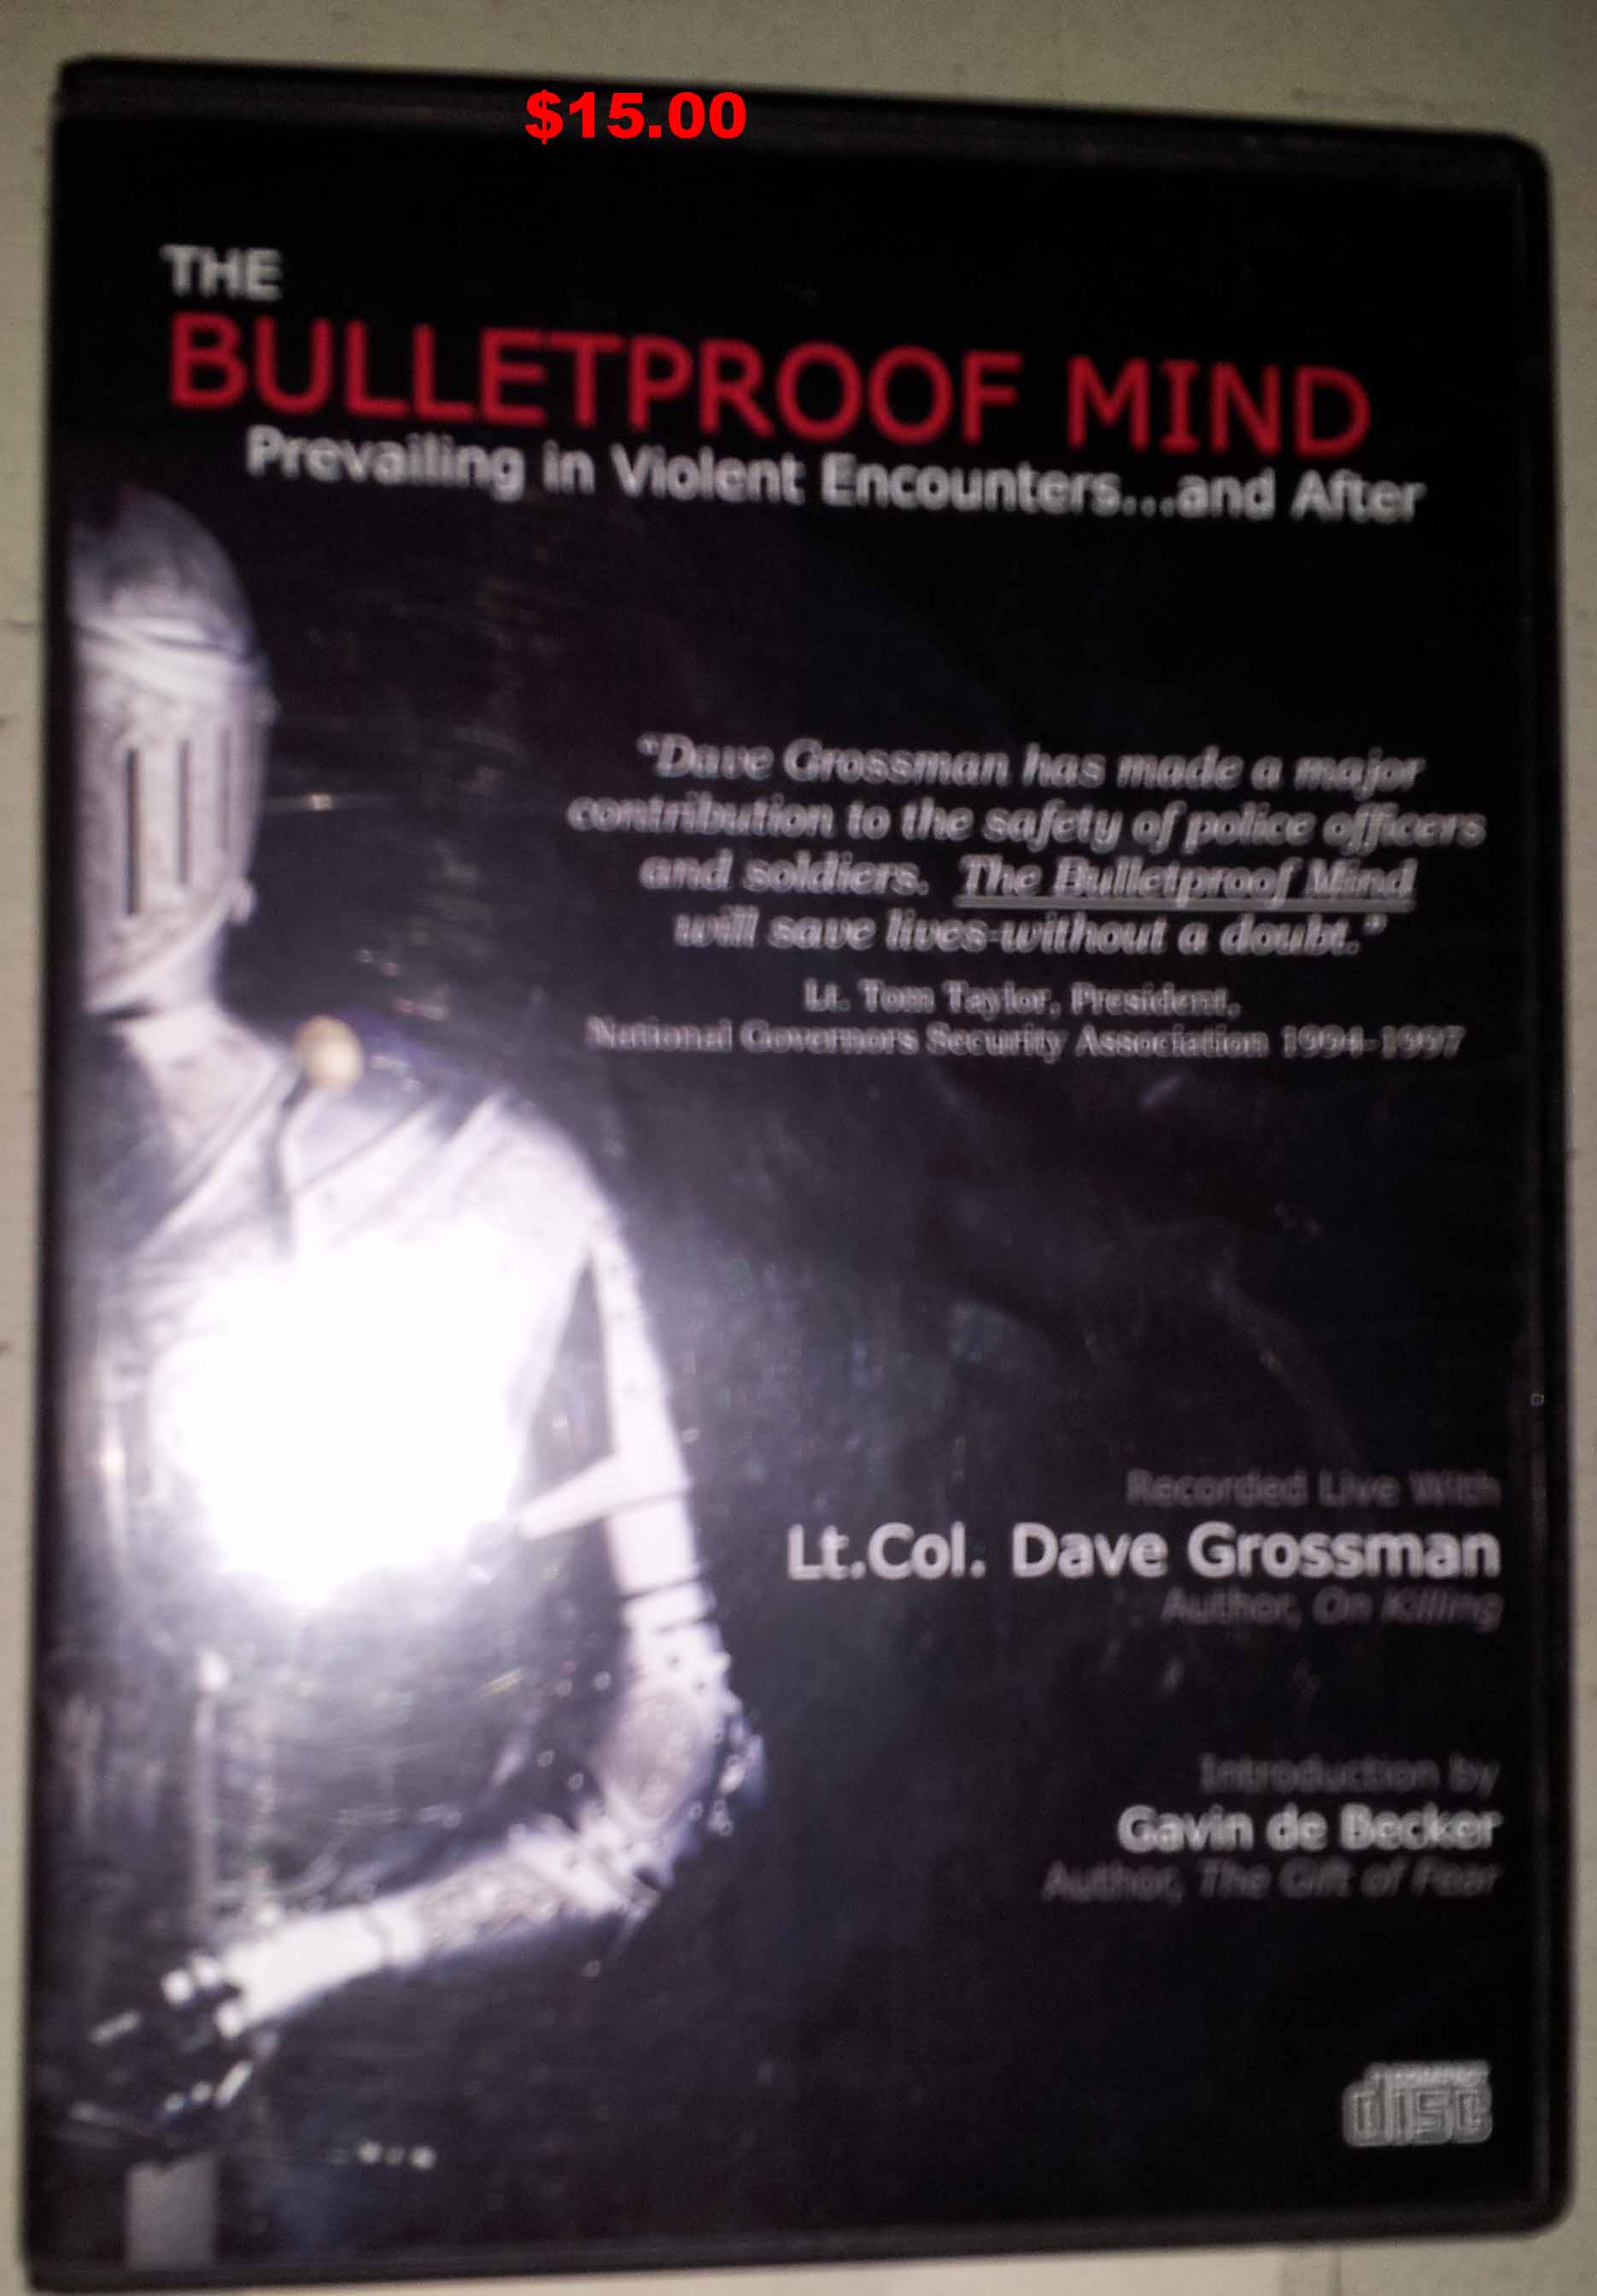 $15.00
THE
BULLETPROOF MIND
Prevailing in Violent Encounters...and After
"Dave Grossman has made a major
contribution to the safety of police officers
and soldiers. The Bulletproof Mind
will save lives without a doubt."
Lt. Tom Taylor, President,
National Governors Security Association 1994-1997
Recorded Live With
Lt.Col. Dave Grossman
Author, On Killing
Introduction by
Gavin de Becker
Author, The Gift of Fear
disc